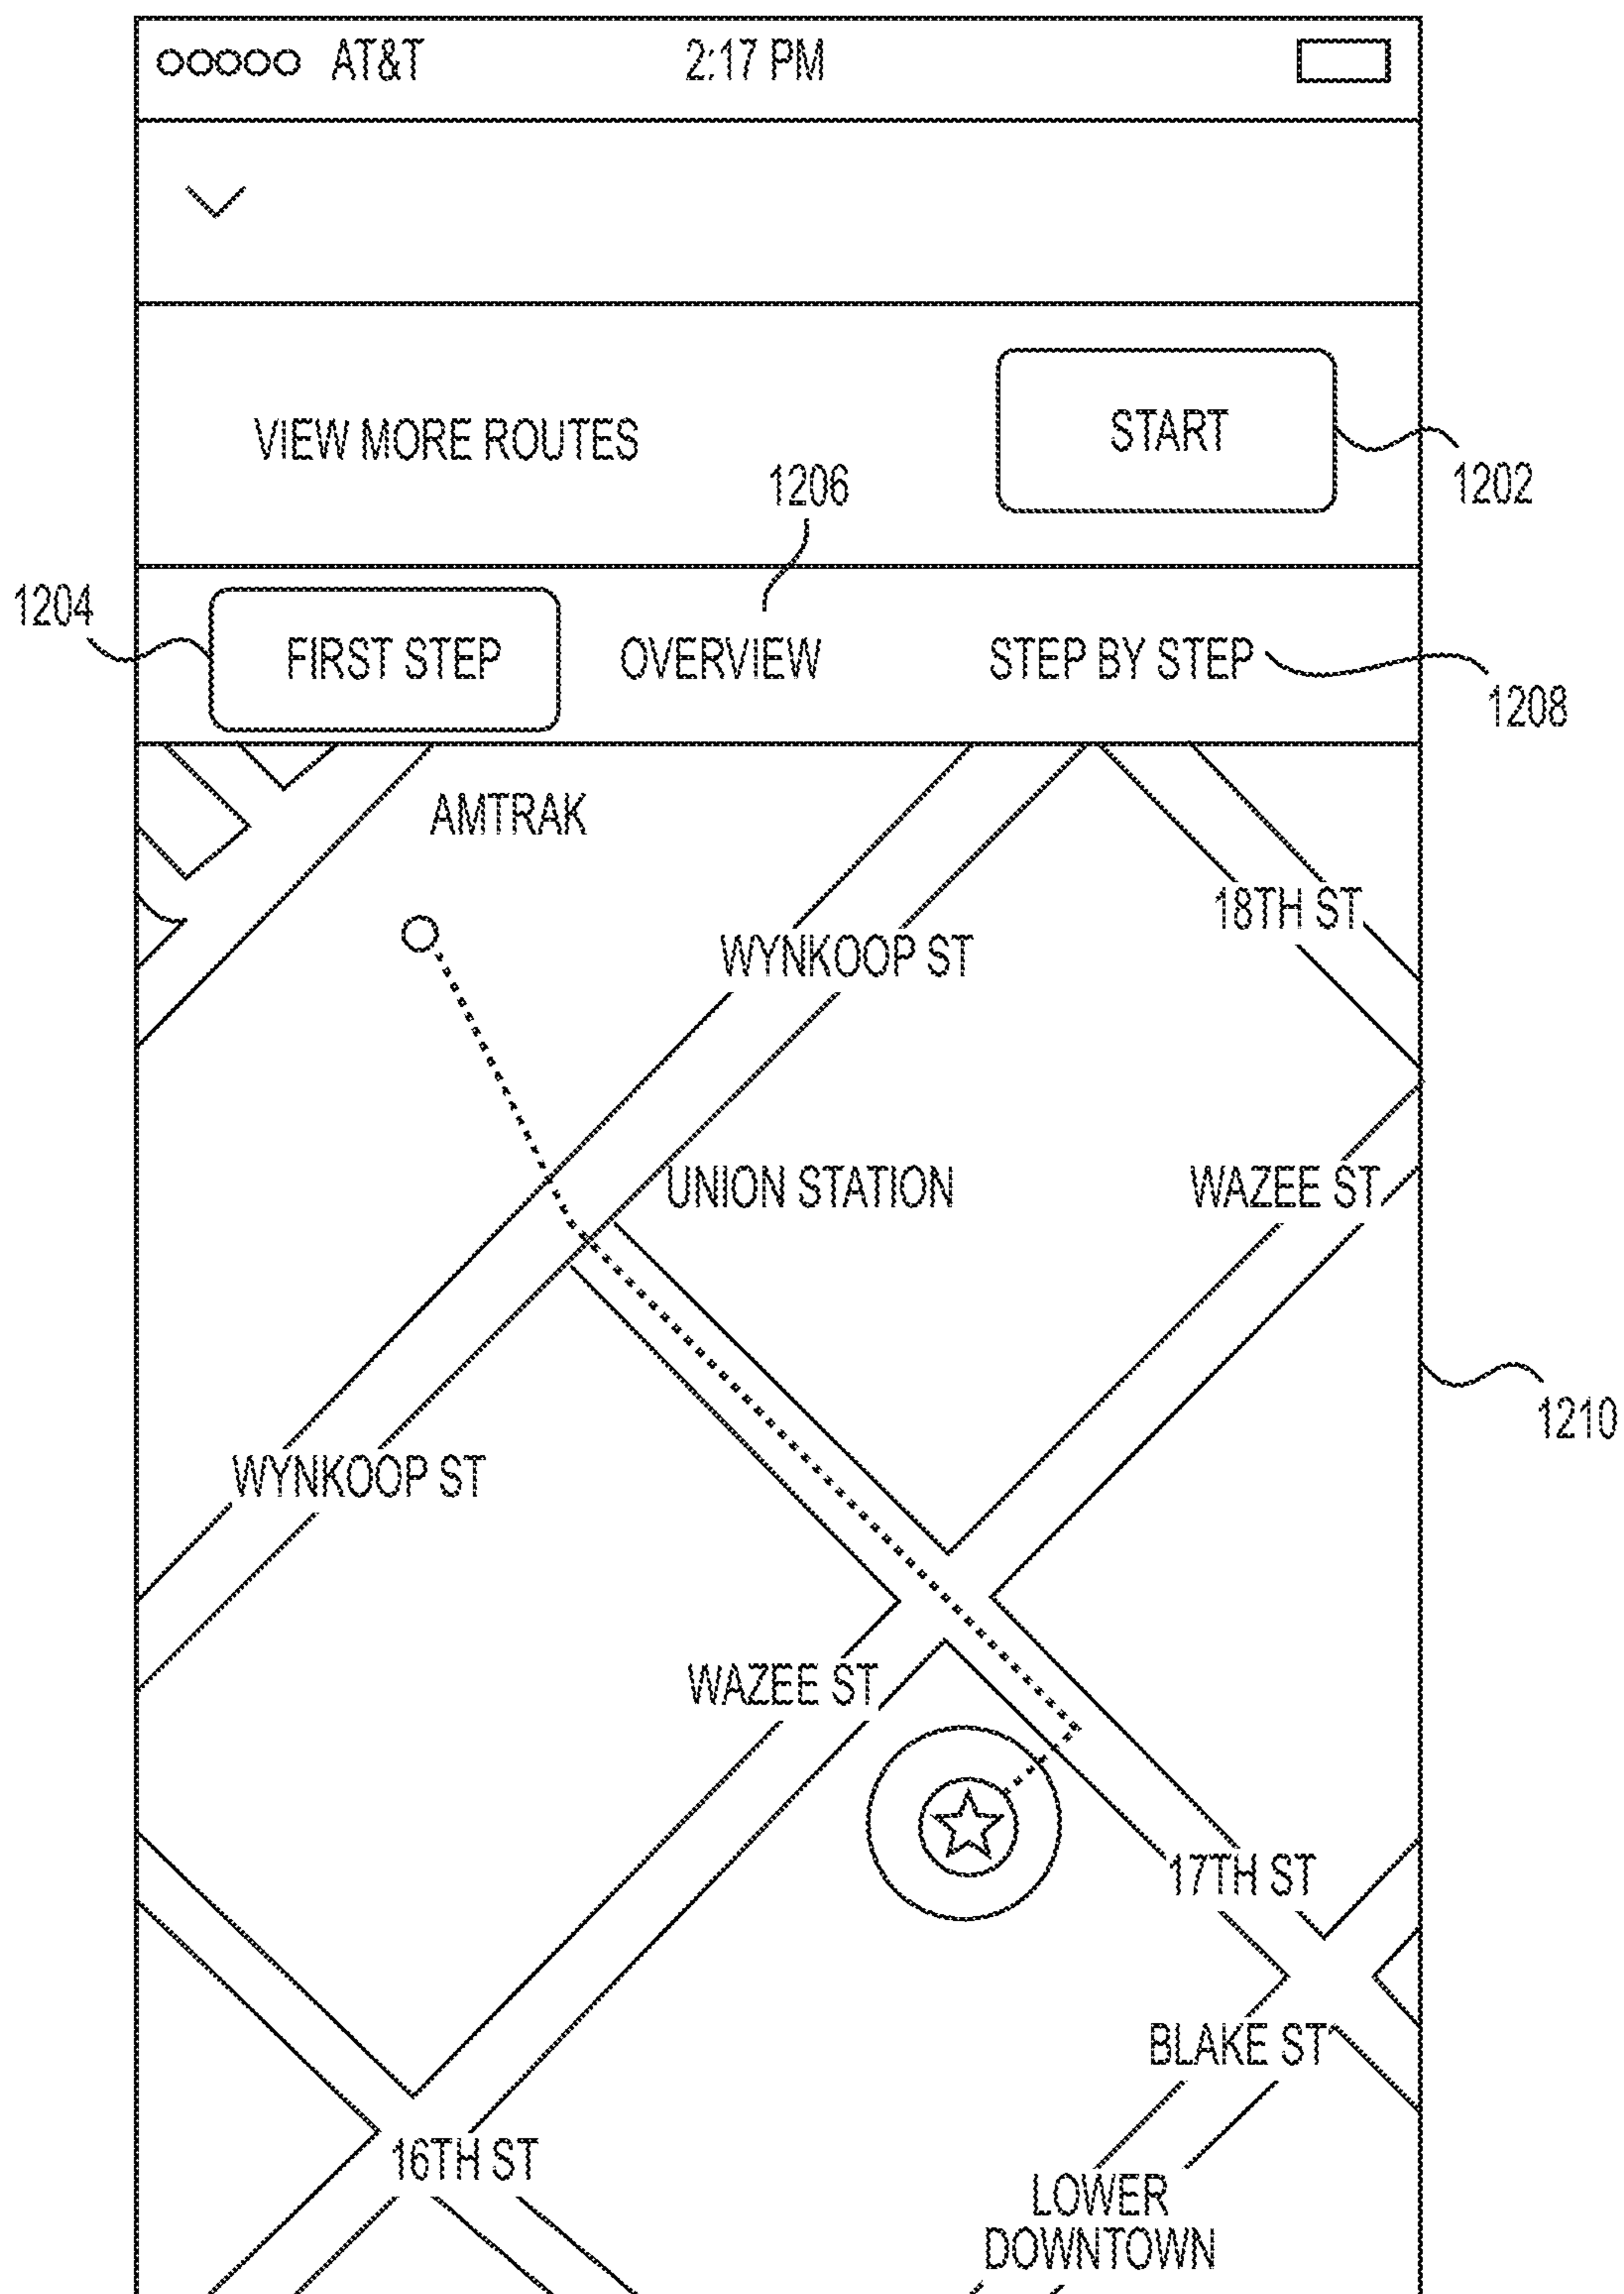 AT&T 2:17 PM
VIEW MORE ROUTES
START
1202
1206
1204
FIRST STEP OVERVIEW STEP BY STEP
1208
AMTRAK
18TH ST
WYNKOOP ST
UNION STATION
WAZEE ST
1210
WYNKOOP ST
WAZEE ST
17TH ST
BLAKE ST
16TH ST
LOWER
DOWNTOWN